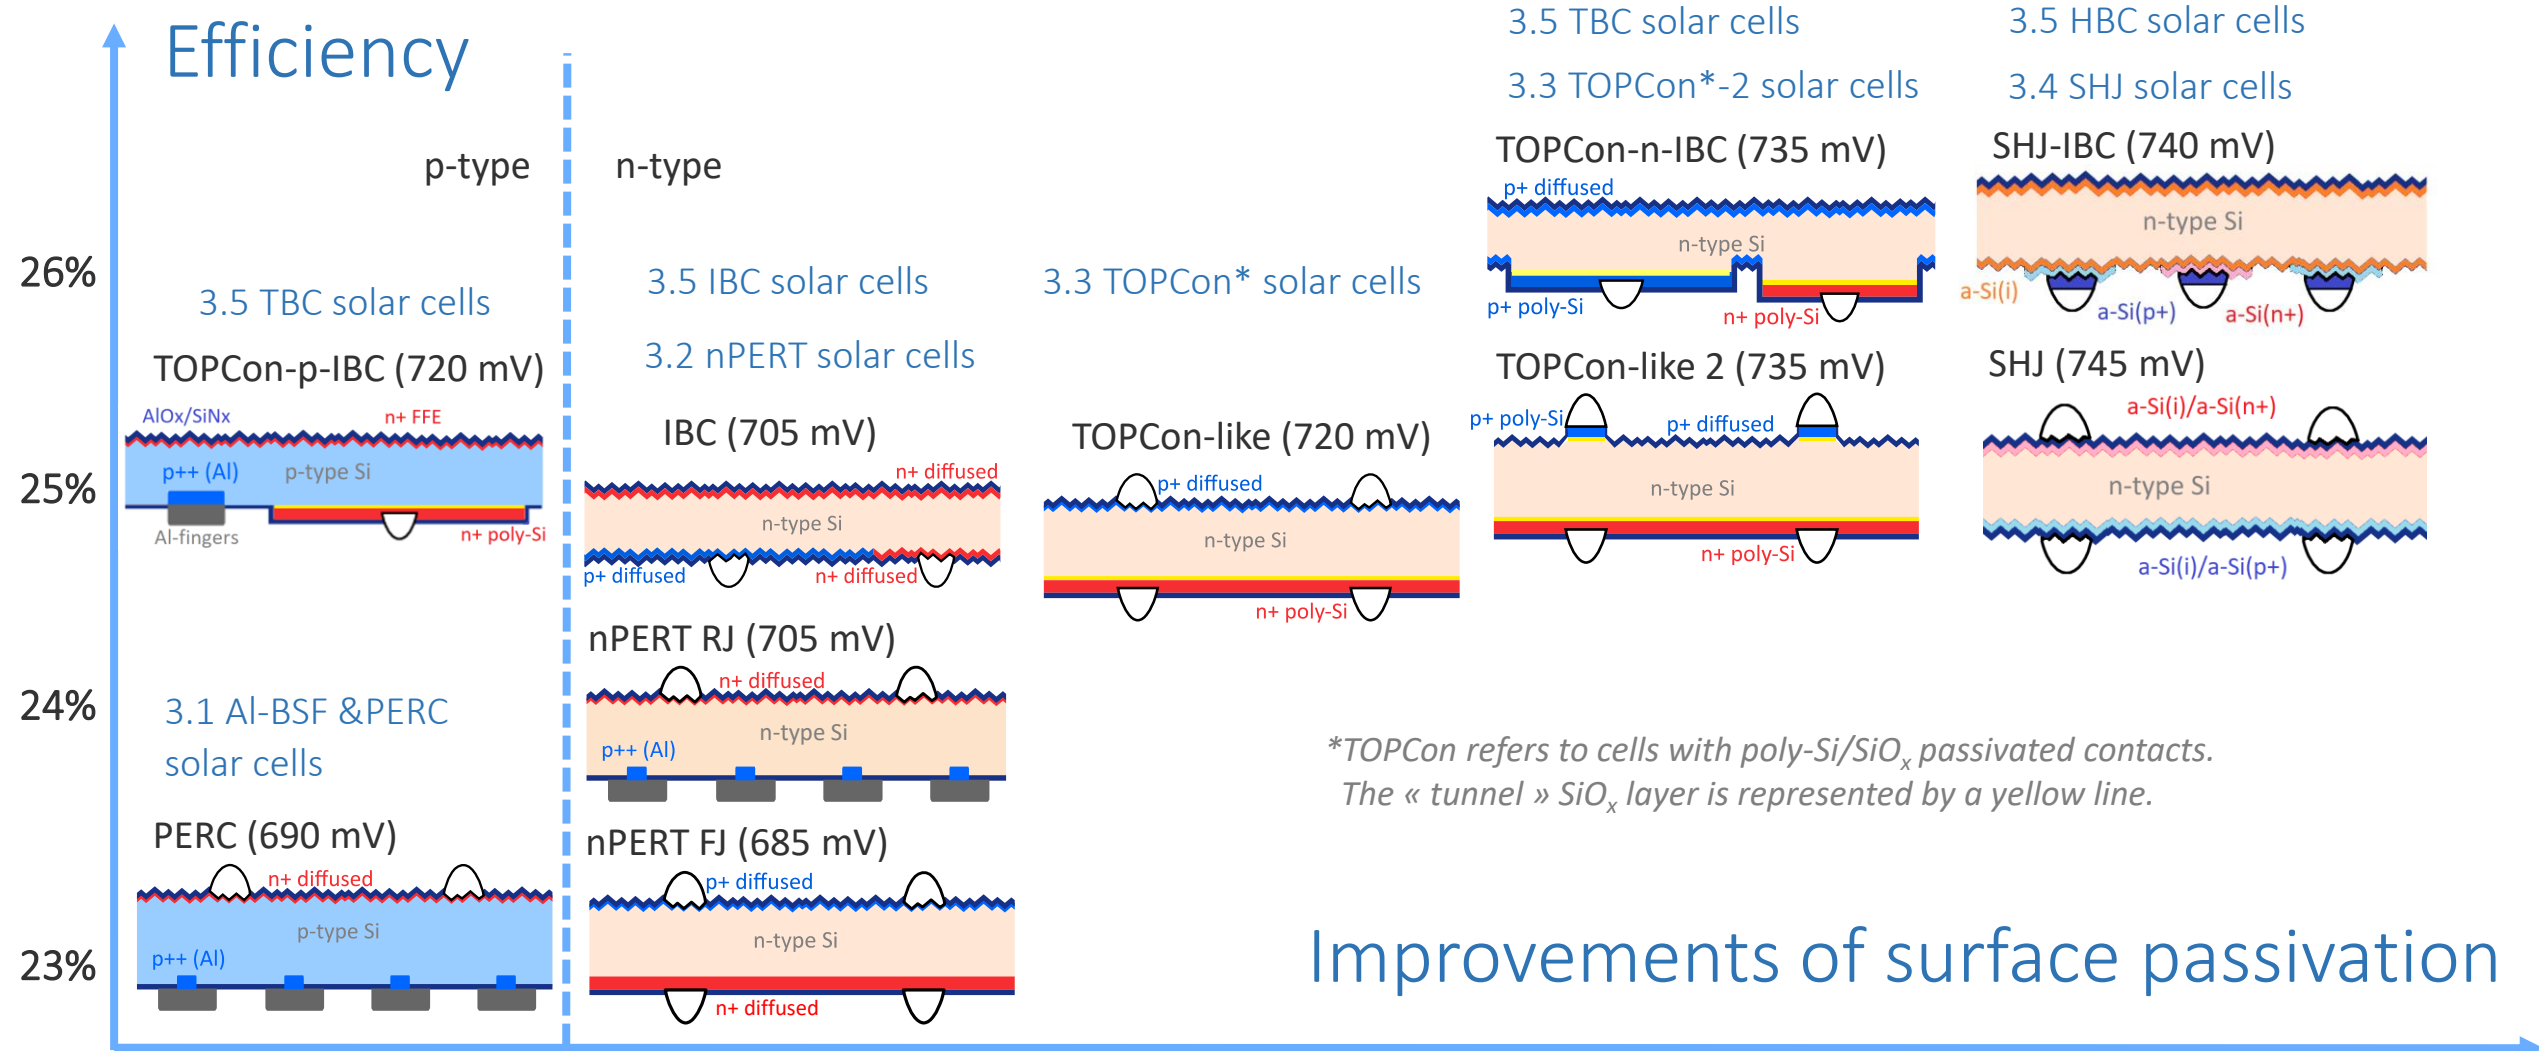 Efficiency
26%
25%
24%
23%
p-type
n-type
3.5 TBC solar cells
TOPCon-p-IBC (720 mV)
AlOx/SiNx
n+ FFE
p++ (Al)
p-type Si
Al-fingers
n+ poly-Si
3.1 Al-BSF &PERC
solar cells
PERC (690 mV)
n+ diffused
p-type Si
p++ (Al)
3.5 IBC solar cells
3.2 nPERT solar cells
IBC (705 mV)
n+ diffused
n-type Si
p+ diffused
n+ diffused
nPERT RJ (705 mV)
n+ diffused
n-type Si
p++ (Al)
nPERT FJ (685 mV)
p+ diffused
n-type Si
n+ diffused
3.3 TOPCon* solar cells
TOPCon-like (720 mV)
p+ diffused
n-type Si
n+ poly-Si
3.5 TBC solar cells
3.3 TOPCon*-2 solar cells
TOPCon-n-IBC (735 mV)
p+ diffused
n-type Si
p+ poly-Si
n+ poly-Si
TOPCon-like 2 (735 mV)
p+ poly-Si
p+ diffused
n-type Si
n+ poly-Si
3.5 HBC solar cells
3.4 SHJ solar cells
SHJ-IBC (740 mV)
n-type Si
a-Si(i)
a-Si(p+)
a-Si(n+)
SHJ (745 mV)
a-Si(i)/a-Si(n+)
n-type Si
a-Si(i)/a-Si(p+)
*TOPCon refers to cells with poly-Si/SiOx passivated contacts.
The « tunnel » SiOx layer is represented by a yellow line.
Improvements of surface passivation